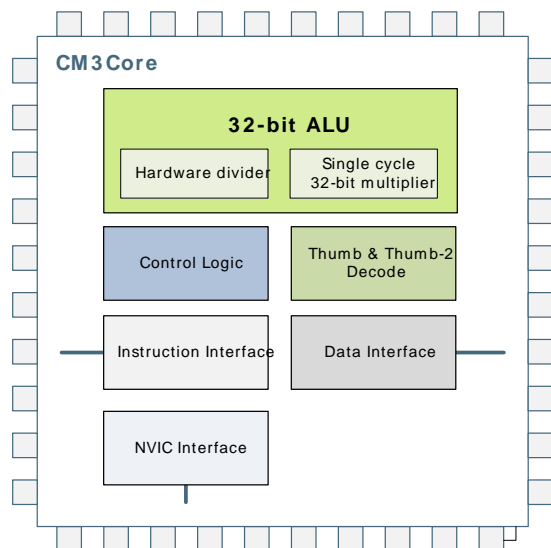 CM3Core
32-bit ALU
Hardware divider
Single cycle
32-bit multiplier
Control Logic
Thumb & Thumb-2
Decode
Instruction Interface
Data Interface
NVIC Interface